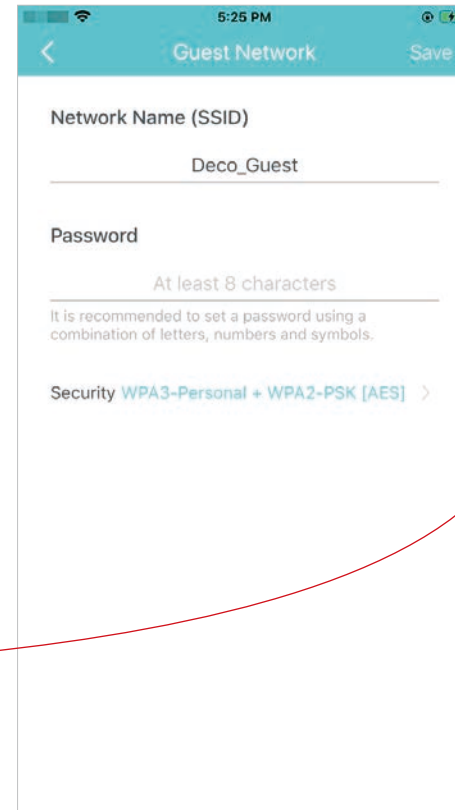 5:25 PM
Guest Network Save
Network Name (SSID)
Deco_Guest
Password
At least 8 characters
It is recommended to set a password using a
combination of letters, numbers and symbols.
Security WPA3-Personal + WPA2-PSK [AES]